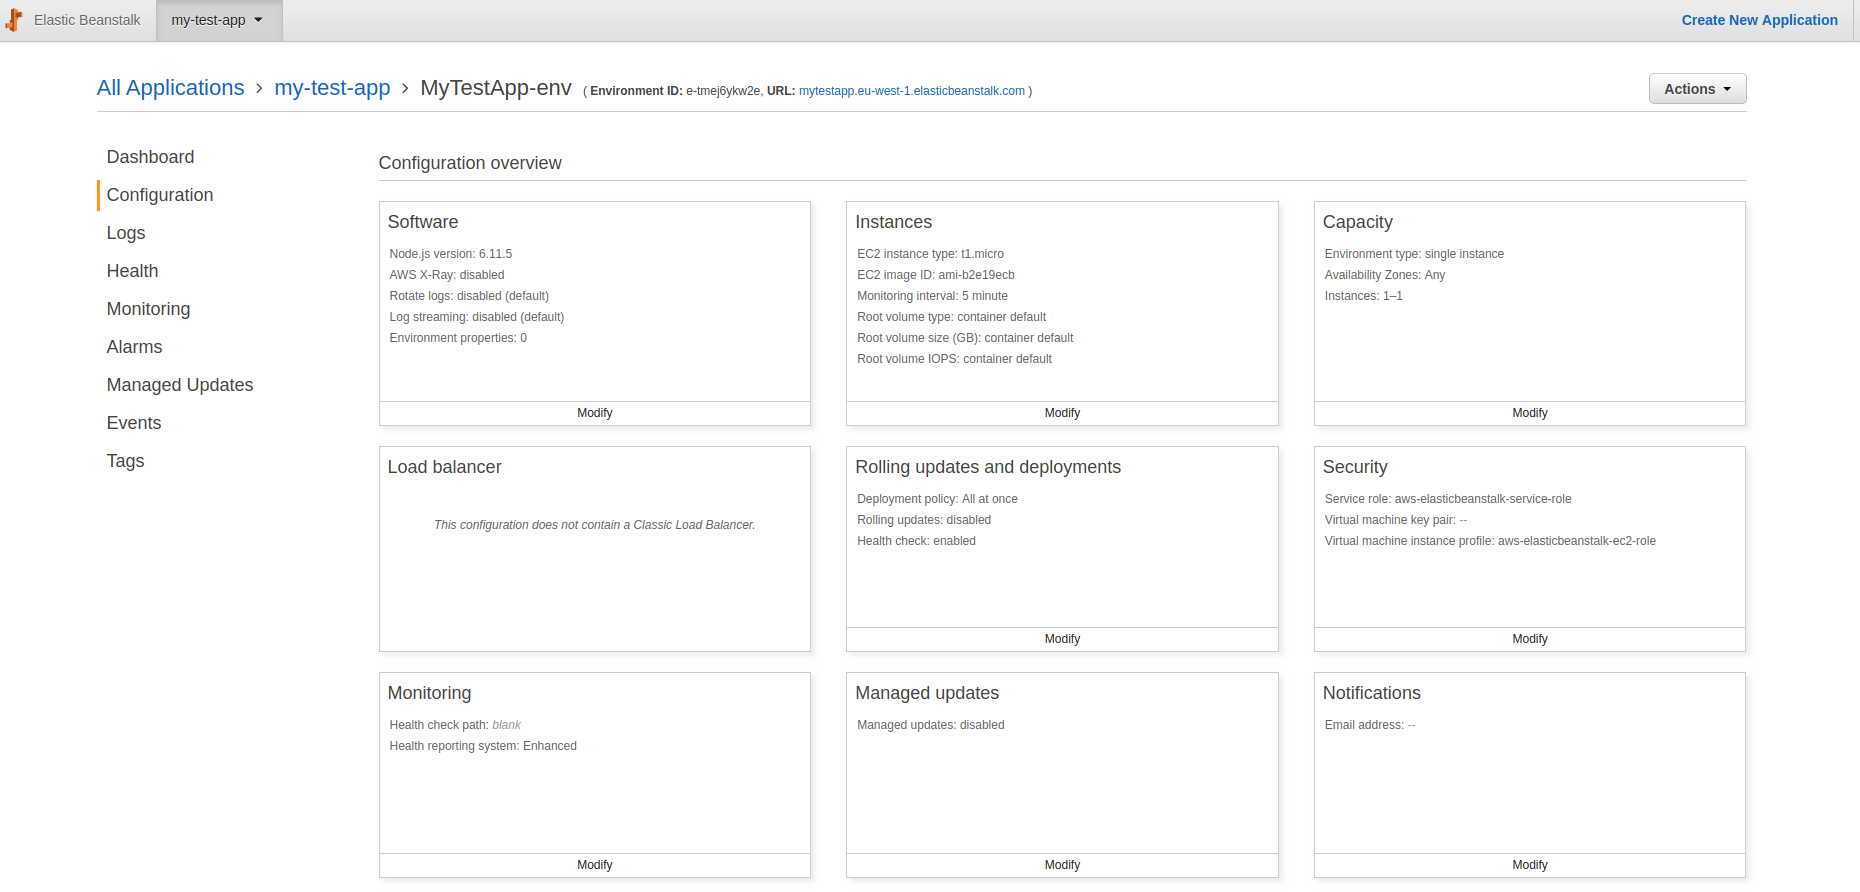 Elastic Beanstalk
my-test-app
Create New Application
All Applications > my-test-app > MyTestApp-env ( Environment ID: e-tmej6ykw2e, URL: mytestapp.eu-west-1.elasticbeanstalk.com )
Actions
Dashboard
Configuration
Logs
Health
Monitoring
Alarms
Managed Updates
Events
Tags
Configuration overview
Software
Node.js version: 6.11.5
AWS X-Ray: disabled
Rotate logs: disabled (default)
Log streaming: disabled (default)
Environment properties: 0
Modify
Instances
EC2 instance type: t1.micro
EC2 image ID: ami-b2e19ecb
Monitoring interval: 5 minute
Root volume type: container default
Root volume size (GB): container default
Root volume IOPS: container default
Modify
Capacity
Environment type: single instance
Availability Zones: Any
Instances: 1–1
Modify
Load balancer
This configuration does not contain a Classic Load Balancer.
Rolling updates and deployments
Deployment policy: All at once
Rolling updates: disabled
Health check: enabled
Modify
Security
Service role: aws-elasticbeanstalk-service-role
Virtual machine key pair: --
Virtual machine instance profile: aws-elasticbeanstalk-ec2-role
Modify
Monitoring
Health check path: blank
Health reporting system: Enhanced
Modify
Managed updates
Managed updates: disabled
Modify
Notifications
Email address: --
Modify